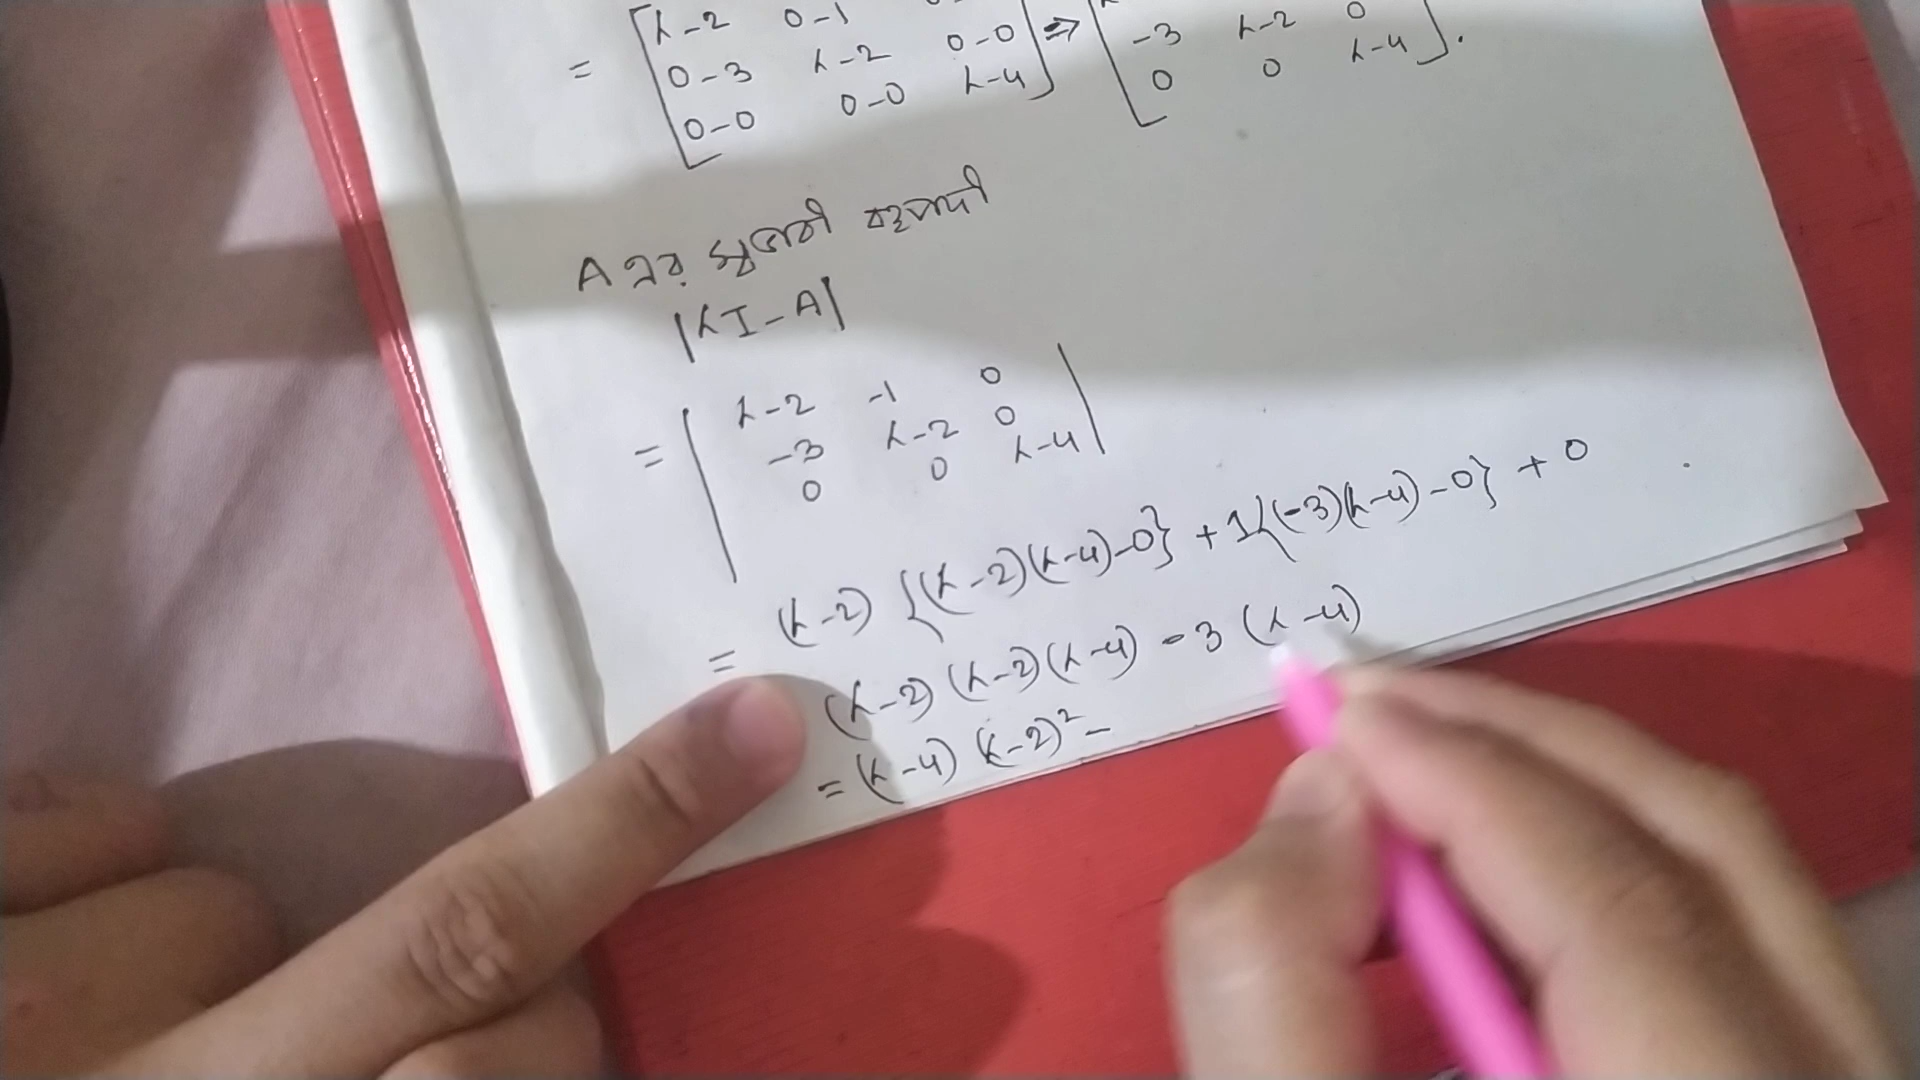 = [λ-2 0-1
0-3 λ-2 0-0
0-0 0-0 λ-4] ⇒ [
-3 λ-2 0
0 0 λ-4].
A এর পূজারী বহুপদী
|λI-A|
= | λ-2 -1 0
-3 λ-2 0
0 0 λ-4 |
= (λ-2) {(λ-2)(λ-4)-0} + 1{(-3)(λ-4)-0} + 0
(λ-2)(λ-2)(λ-4) - 3(λ-4)
= (λ-4) (λ-2)² -